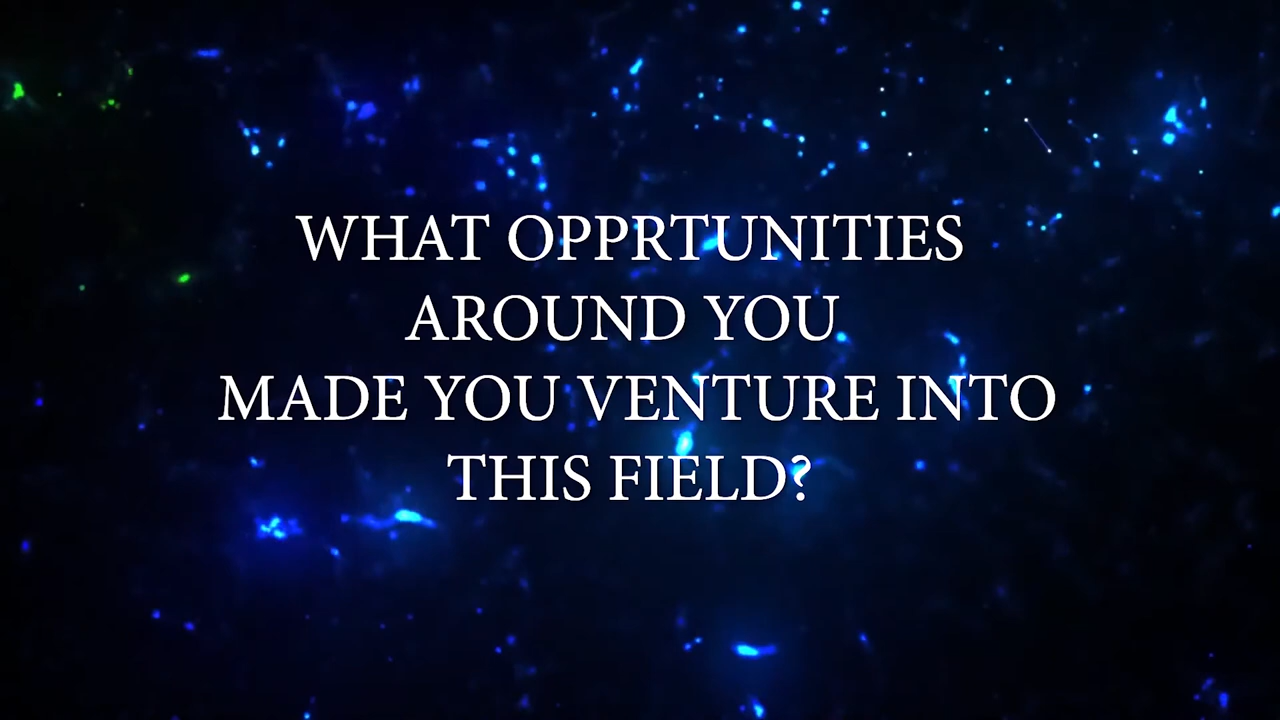 WHAT OPPRTUNITIES
AROUND YOU
MADE YOU VENTURE INTO
THIS FIELD?